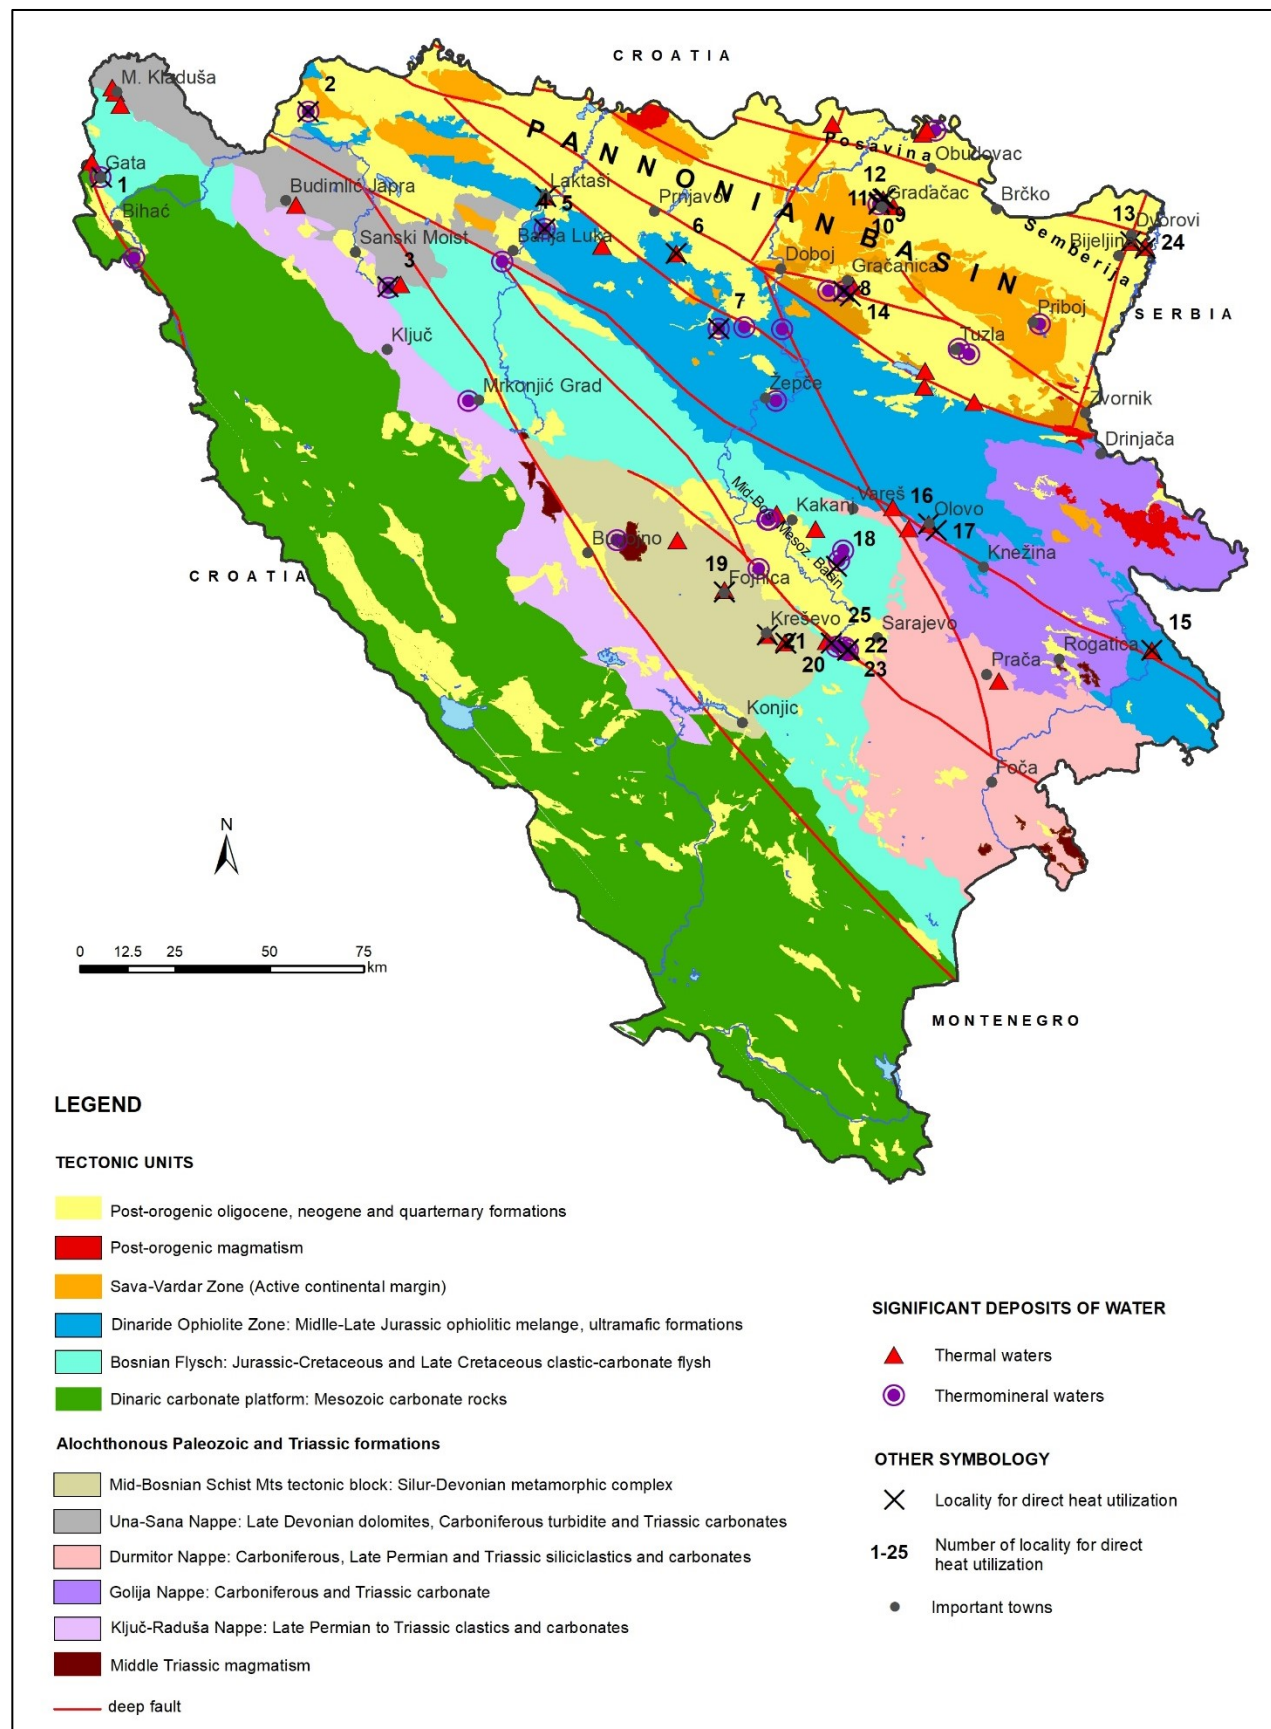 CROATIA
M. Kladuša
2
PANNONIAN BASIN
Posavina
Obudovac
Gata
1
Budimlić Japra
Laktaši
4
5
12
Gradačac
11
9
10
Brčko
Prnjavor
Bihać
Sanski Most
Banja Luka
6
13
Dvorovi
Bijeljina
24
Semberija
3
Doboj
Gračanica
8
14
7
Priboj
SERBIA
Ključ
Tuzla
Mrkonjić Grad
Žepče
Zvornik
Drinjača
Mid-Bos. Mesoz. Basin
Kakanj
Vareš
16
Olovo
17
Bugojno
18
Knežina
CROATIA
19
Fojnica
Kreševo
25
Sarajevo
15
21
22
20
23
Rogatica
Prača
Konjic
Foča
N
0 12.5 25 50 75
km
MONTENEGRO
LEGEND
TECTONIC UNITS
Post-orogenic oligocene, neogene and quarternary formations
Post-orogenic magmatism
Sava-Vardar Zone (Active continental margin)
Dinaride Ophiolite Zone: Midlle-Late Jurassic ophiolitic melange, ultramafic formations
Bosnian Flysch: Jurassic-Cretaceous and Late Cretaceous clastic-carbonate flysh
Dinaric carbonate platform: Mesozoic carbonate rocks
Alochthonous Paleozoic and Triassic formations
Mid-Bosnian Schist Mts tectonic block: Silur-Devonian metamorphic complex
Una-Sana Nappe: Late Devonian dolomites, Carboniferous turbidite and Triassic carbonates
Durmitor Nappe: Carboniferous, Late Permian and Triassic siliciclastics and carbonates
Golija Nappe: Carboniferous and Triassic carbonate
Ključ-Raduša Nappe: Late Permian to Triassic clastics and carbonates
Middle Triassic magmatism
deep fault
SIGNIFICANT DEPOSITS OF WATER
Thermal waters
Thermomineral waters
OTHER SYMBOLOGY
Locality for direct heat utilization
1-25 Number of locality for direct
heat utilization
Important towns